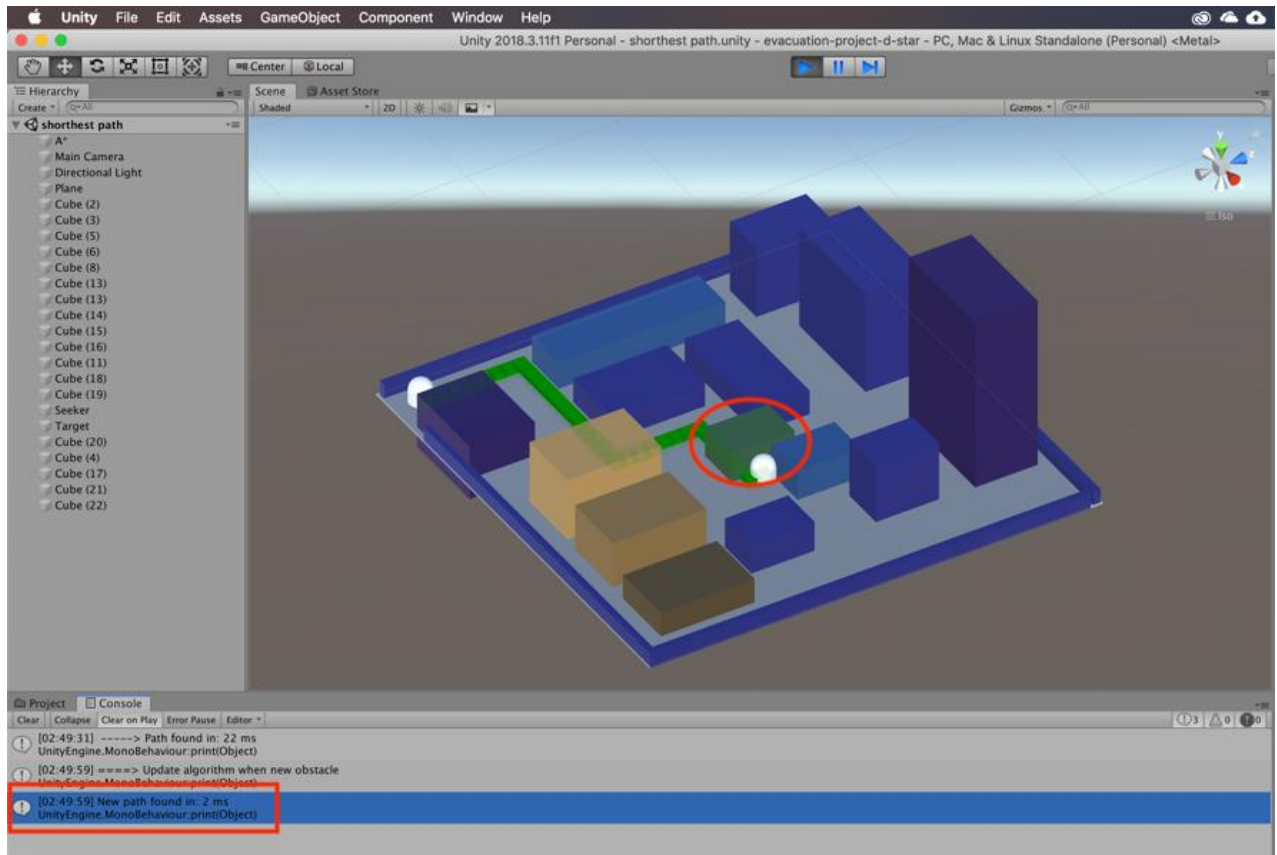 Unity File Edit Assets GameObject Component Window Help
Unity 2018.3.11f1 Personal - shorthest path.unity - evacuation-project-d-star - PC, Mac & Linux Standalone (Personal) <Metal>
Center Local
Hierarchy Scene Asset Store
Create All Shaded 2D Gizmos All
shorthest path
A*
Main Camera
Directional Light
Plane
Cube (2)
Cube (3)
Cube (5)
Cube (6)
Cube (8)
Cube (13)
Cube (13)
Cube (14)
Cube (15)
Cube (16)
Cube (11)
Cube (18)
Cube (19)
Seeker
Target
Cube (20)
Cube (4)
Cube (17)
Cube (21)
Cube (22)
y
z
Iso
Project Console
Clear Collapse Clear on Play Error Pause Editor 3 0 0
[02:49:31] -----> Path found in: 22 ms
UnityEngine.MonoBehaviour:print(Object)
[02:49:59] ====> Update algorithm when new obstacle
UnityEngine.MonoBehaviour:print(Object)
[02:49:59] New path found in: 2 ms
UnityEngine.MonoBehaviour:print(Object)